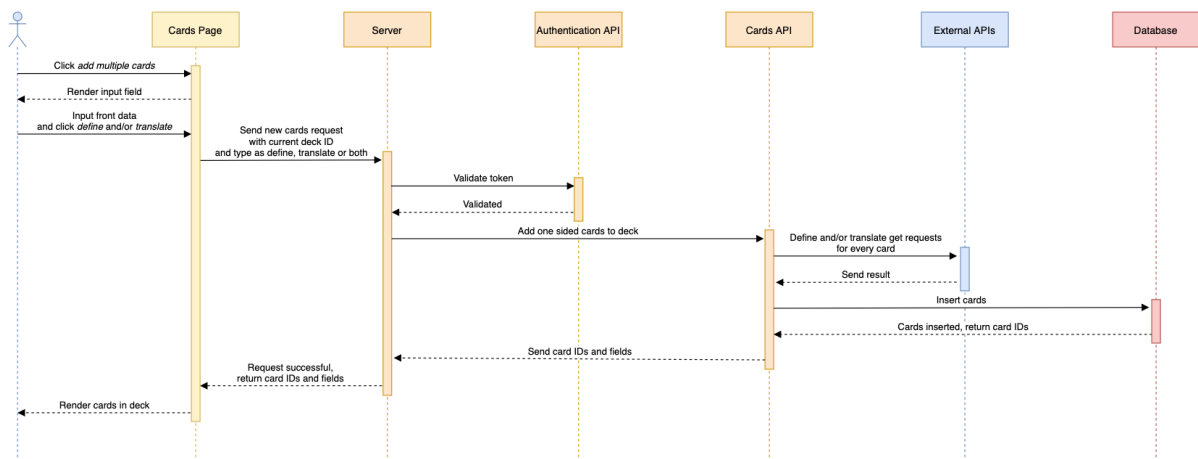 Cards Page
Server
Authentication API
Cards API
External APIs
Database
Click add multiple cards
Render input field
Input front data
and click define and/or translate
Send new cards request
with current deck ID
and type as define, translate or both
Validate token
Validated
Add one sided cards to deck
Define and/or translate get requests
for every card
Send result
Insert cards
Cards inserted, return card IDs
Send card IDs and fields
Request successful,
return card IDs and fields
Render cards in deck